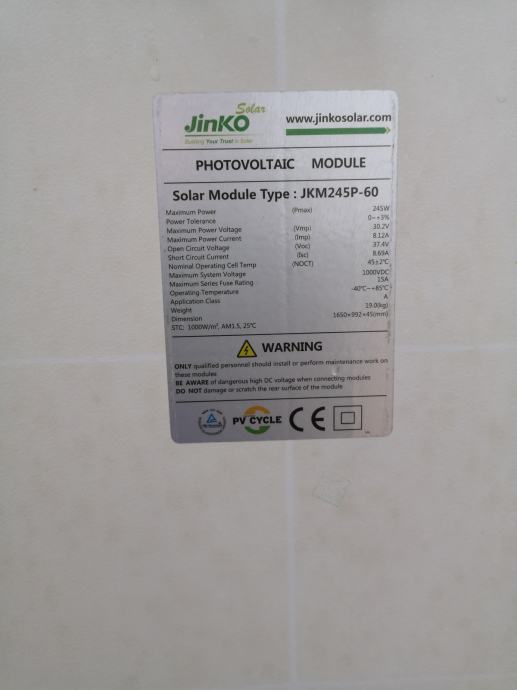 JinKO Solar
Building Your Trust in Solar
www.jinkosolar.com
PHOTOVOLTAIC MODULE
Solar Module Type : JKM245P-60
Maximum Power (Pmax) 245W
Power Tolerance 0~+3%
Maximum Power Voltage (Vmp) 30.2V
Maximum Power Current (Imp) 8.12A
Open Circuit Voltage (Voc) 37.4V
Short Circuit Current (Isc) 8.69A
Nominal Operating Cell Temp (NOCT) 45±2℃
Maximum System Voltage 1000VDC
Maximum Series Fuse Rating 15A
Operating Temperature -40℃~+85℃
Application Class A
Weight 19.0(kg)
Dimension 1650×992×45(mm)
STC: 1000W/m², AM1.5, 25℃
WARNING
ONLY qualified personnel should install or perform maintenance work on
these modules
BE AWARE of dangerous high DC voltage when connecting modules
DO NOT damage or scratch the rear surface of the module
PV CYCLE CE